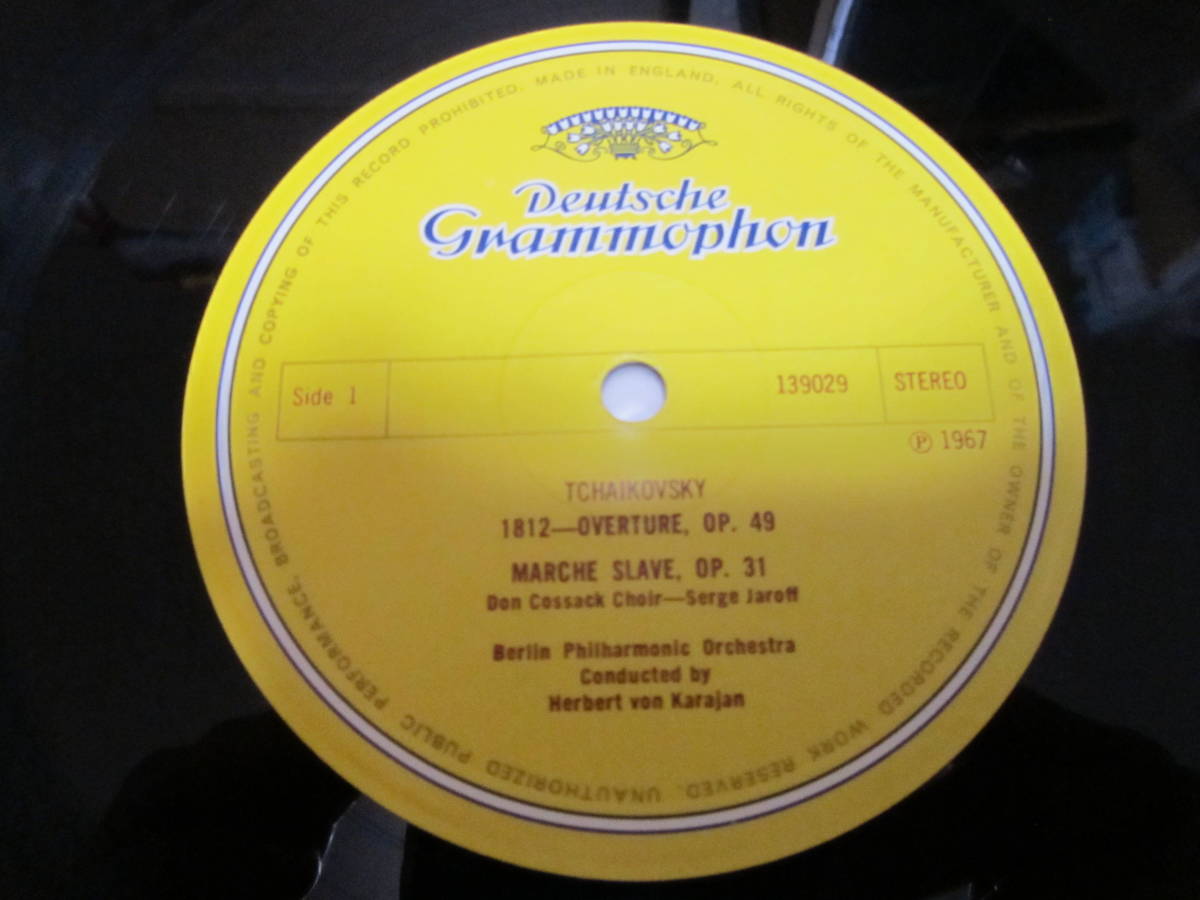 MADE IN ENGLAND. ALL RIGHTS OF THE MANUFACTURER AND OF THE OWNER OF THE RECORDED WORK RESERVED. UNAUTHORIZED PUBLIC PERFORMANCE, BROADCASTING AND COPYING OF THIS RECORD PROHIBITED.
Deutsche
Grammophon
Side 1 139029 STEREO
℗ 1967
TCHAIKOVSKY
1812—OVERTURE, OP. 49
MARCHE SLAVE, OP. 31
Don Cossack Choir—Serge Jaroff
Berlin Philharmonic Orchestra
Conducted by
Herbert von Karajan